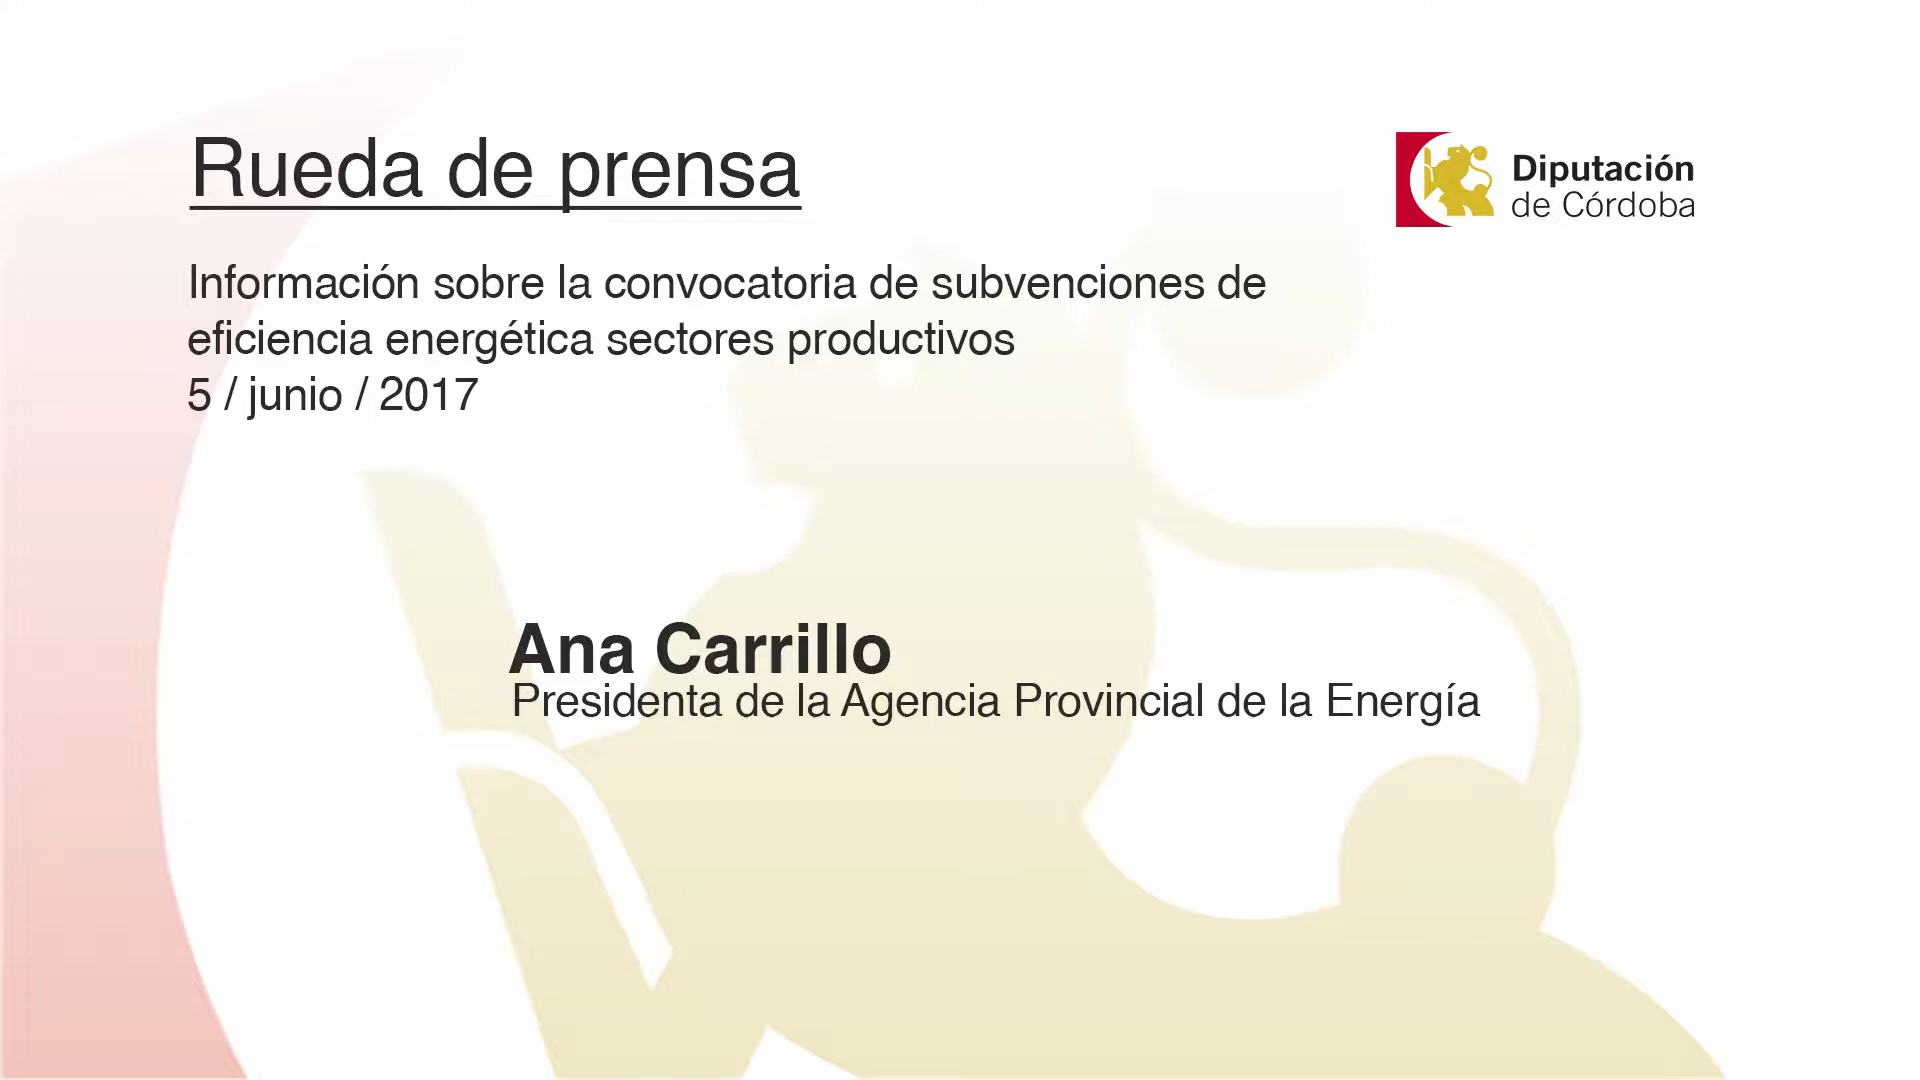 Rueda de prensa
Diputación
de Córdoba
Información sobre la convocatoria de subvenciones de
eficiencia energética sectores productivos
5 / junio / 2017
Ana Carrillo
Presidenta de la Agencia Provincial de la Energía